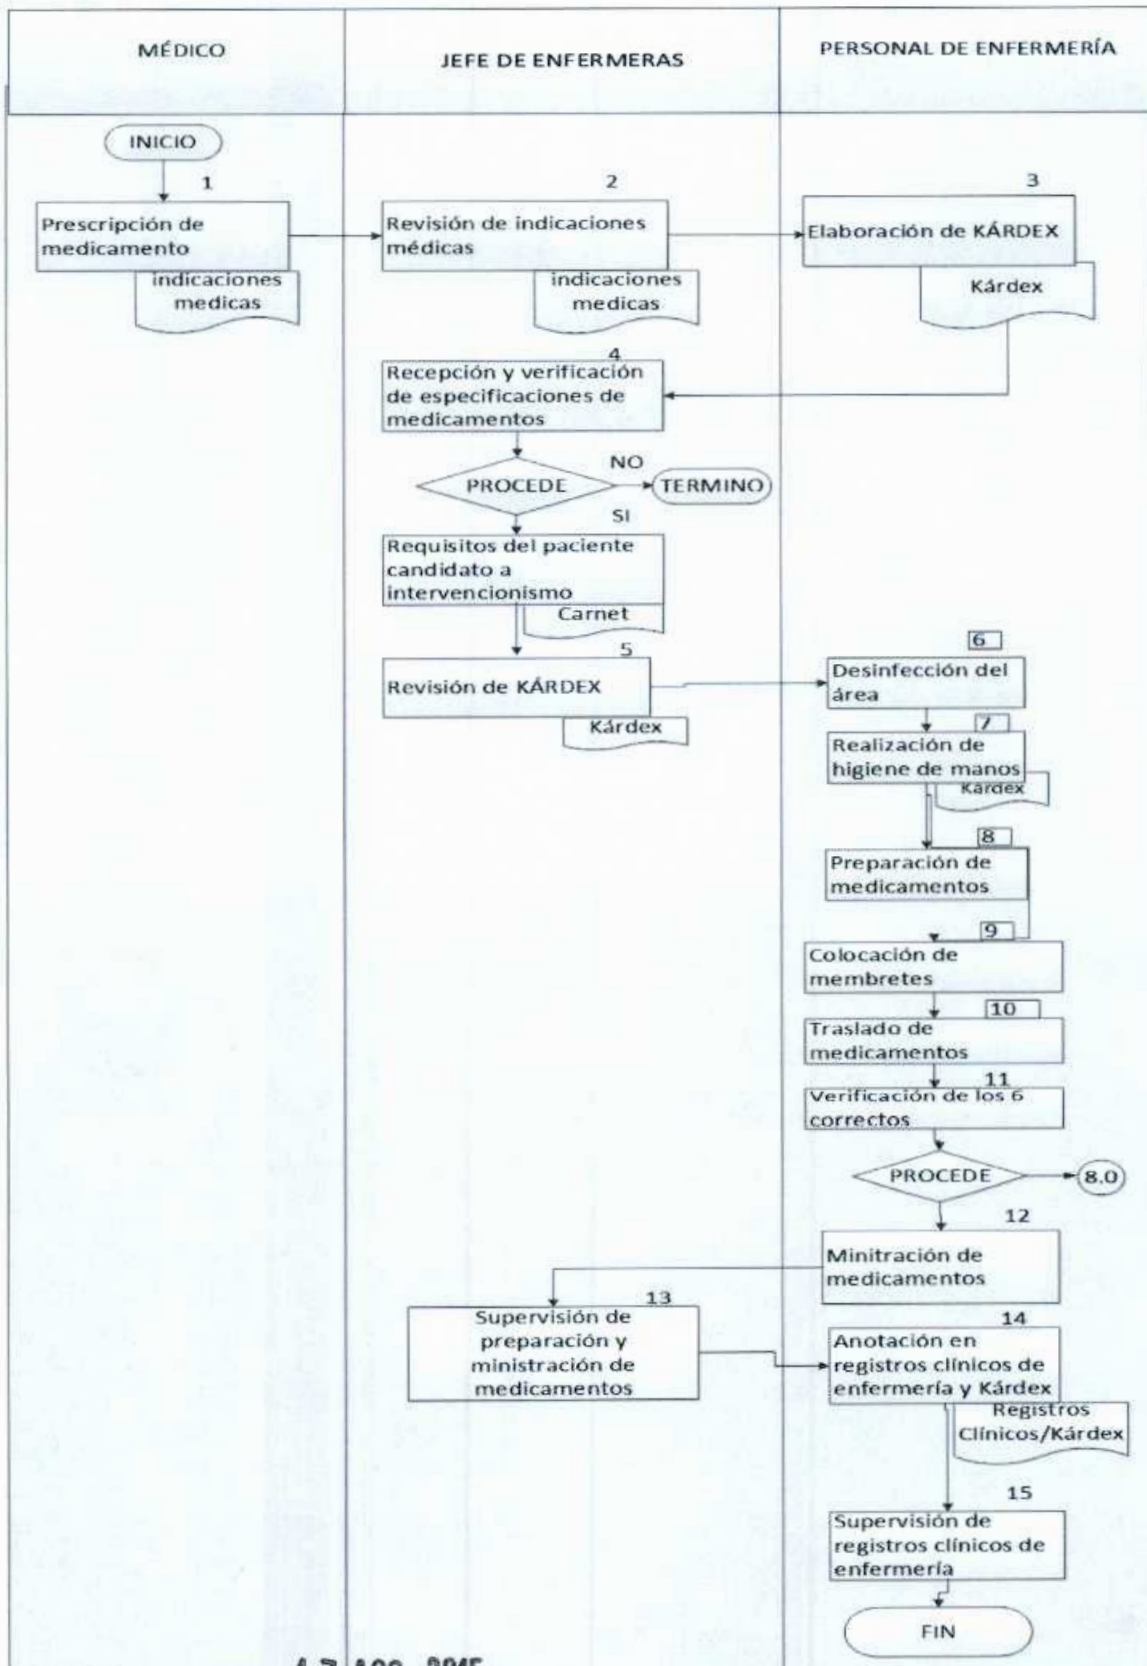 MÉDICO
JEFE DE ENFERMERAS
PERSONAL DE ENFERMERÍA
INICIO
1
Prescripción de
medicamento
indicaciones
medicas
2
Revisión de indicaciones
médicas
indicaciones
medicas
3
Elaboración de KÁRDEX
Kárdex
4
Recepción y verificación
de especificaciones de
medicamentos
PROCEDE
NO
TERMINO
SI
Requisitos del paciente
candidato a
intervencionismo
Carnet
5
Revisión de KÁRDEX
Kárdex
6
Desinfección del
área
7
Realización de
higiene de manos
Kárdex
8
Preparación de
medicamentos
9
Colocación de
membretes
10
Traslado de
medicamentos
11
Verificación de los 6
correctos
PROCEDE
8.0
12
Minitración de
medicamentos
13
Supervisión de
preparación y
ministración de
medicamentos
14
Anotación en
registros clínicos de
enfermería y Kárdex
Registros
Clínicos/Kárdex
15
Supervisión de
registros clínicos de
enfermería
FIN